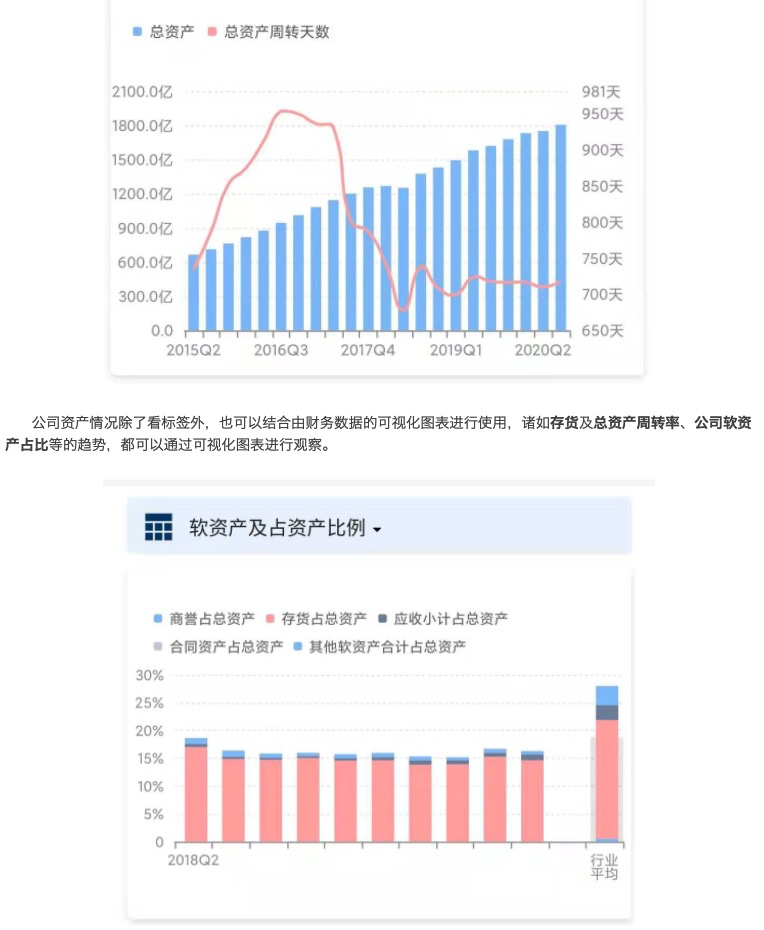 总资产 总资产周转天数
2100.0亿 981天
950天
1800.0亿
900天
1500.0亿
850天
1200.0亿
800天
900.0亿
750天
600.0亿
700天
300.0亿
0.0 650天
2015Q2 2016Q3 2017Q4 2019Q1 2020Q2
公司资产情况除了看标签外，也可以结合由财务数据的可视化图表进行使用，诸如存货及总资产周转率、公司软资
产占比等的趋势，都可以通过可视化图表进行观察。
软资产及占资产比例
商誉占总资产 存货占总资产 应收小计占总资产
合同资产占总资产 其他软资产合计占总资产
30%
25%
20%
15%
10%
5%
0
2018Q2 行业
平均